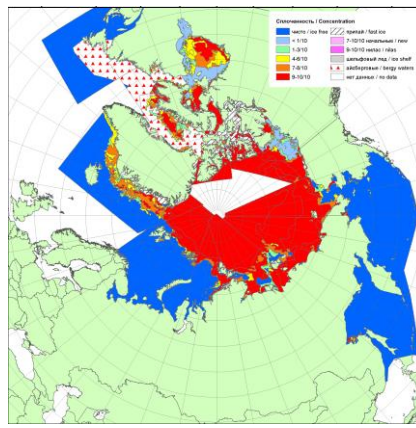 Сплоченность / Concentration
чисто / ice free
< 1/10
1-3/10
4-6/10
7-8/10
9-10/10
припай / fast ice
7-10/10 начальные / new
9-10/10 нилас / nilas
шельфовый лед / ice shelf
айсберговые / bergy waters
нет данных / no data